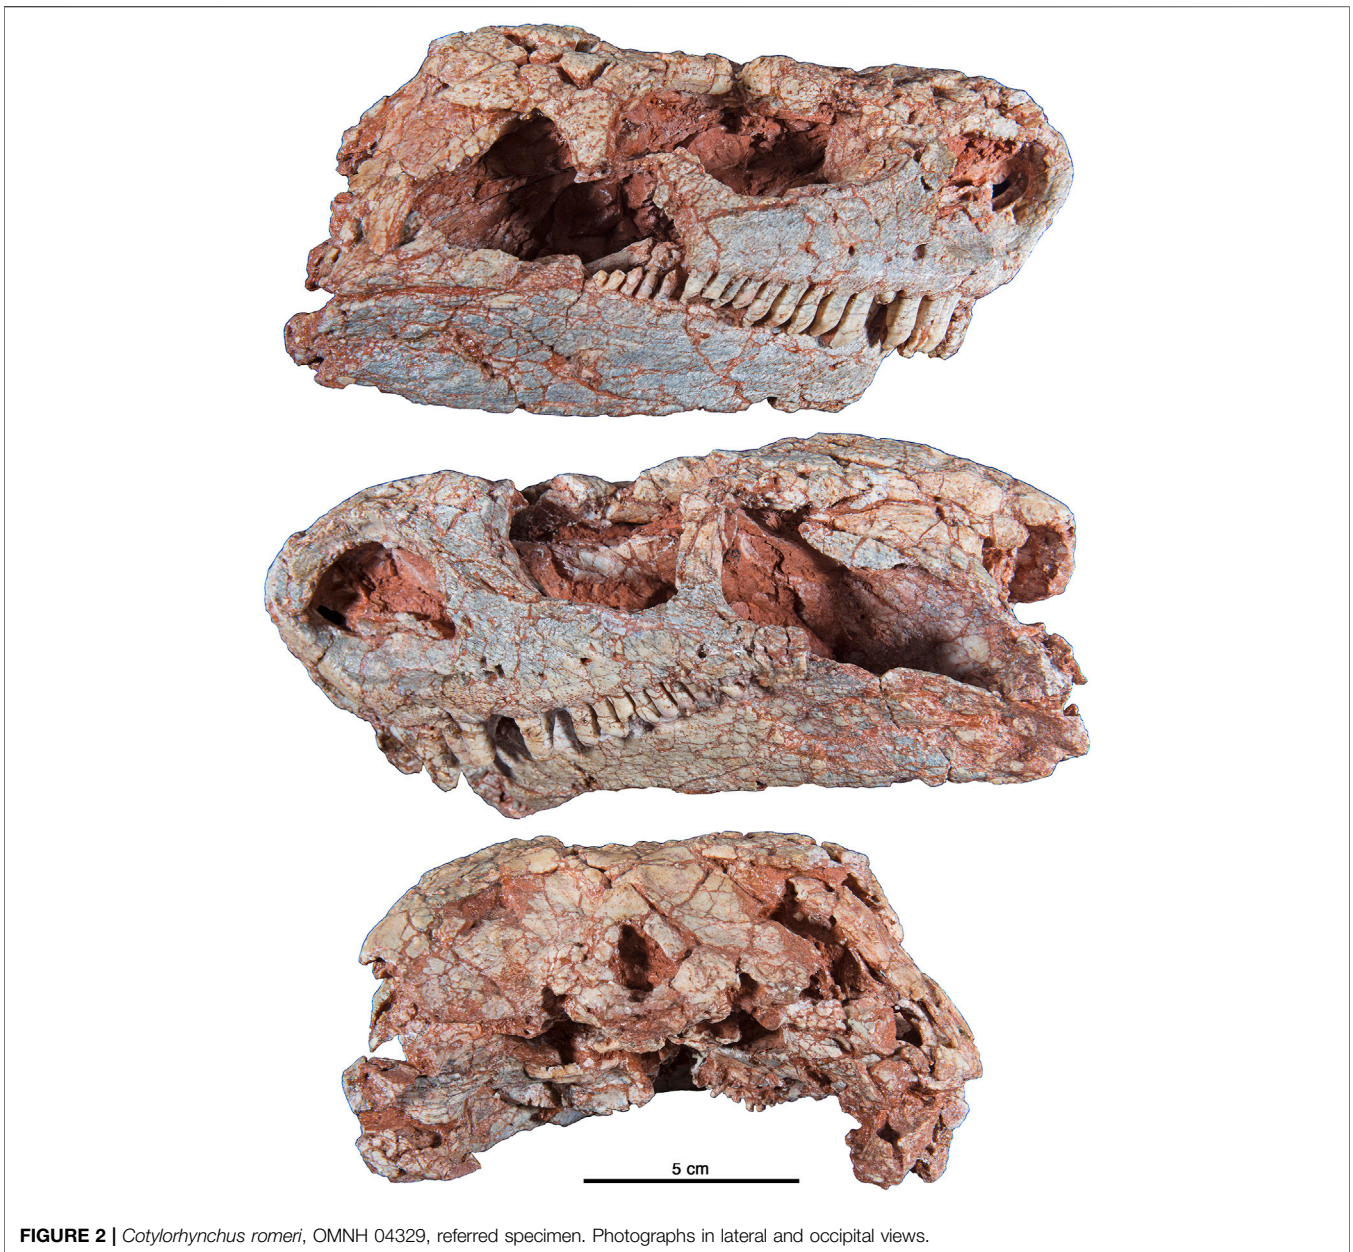 5 cm
FIGURE 2 | Cotylorhynchus romeri, OMNH 04329, referred specimen. Photographs in lateral and occipital views.